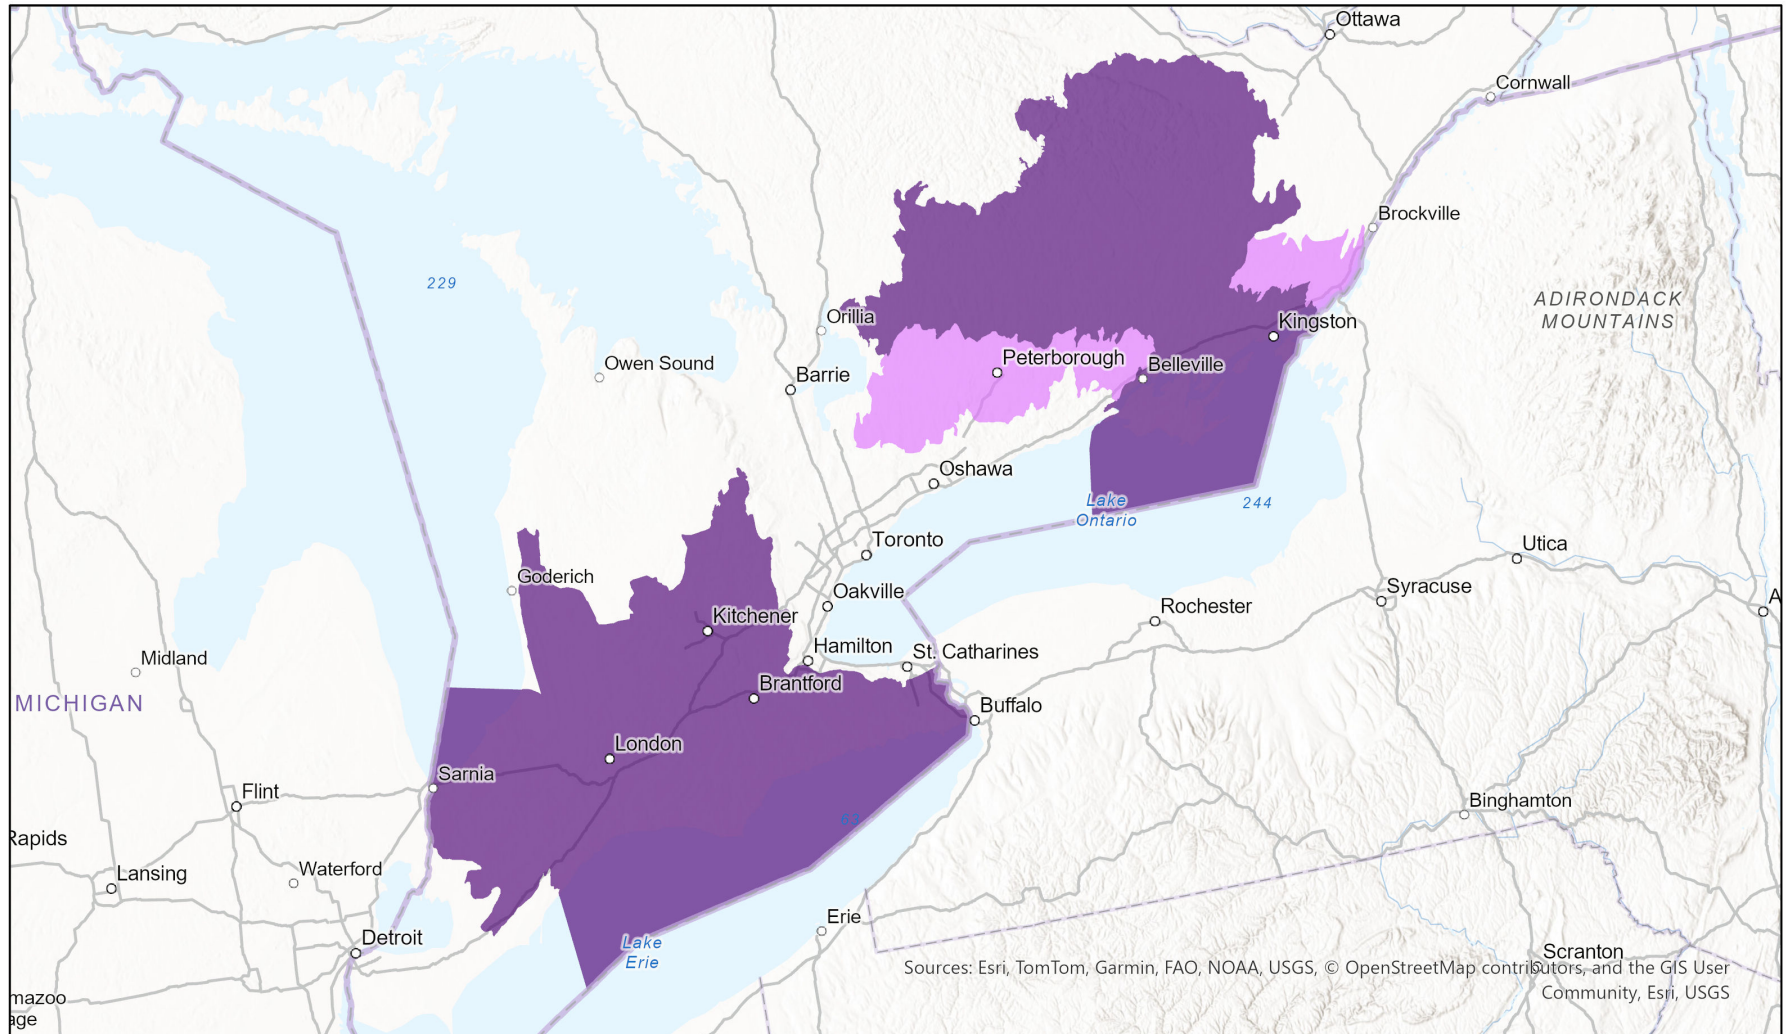 Ottawa
Cornwall
Brockville
229
ADIRONDACK
MOUNTAINS
Orillia
Kingston
Owen Sound
Peterborough
Belleville
Barrie
Oshawa
Lake
Ontario
244
Toronto
Utica
Goderich
Syracuse
Oakville
A
Rochester
Kitchener
Hamilton
St. Catharines
Midland
Brantford
MICHIGAN
Buffalo
London
Sarnia
Flint
Binghamton
Rapids
Lansing
Waterford
Erie
Detroit
Lake
Erie
Scranton
Sources: Esri, TomTom, Garmin, FAO, NOAA, USGS, © OpenStreetMap contributors, and the GIS User
Community, Esri, USGS
mazoo
age